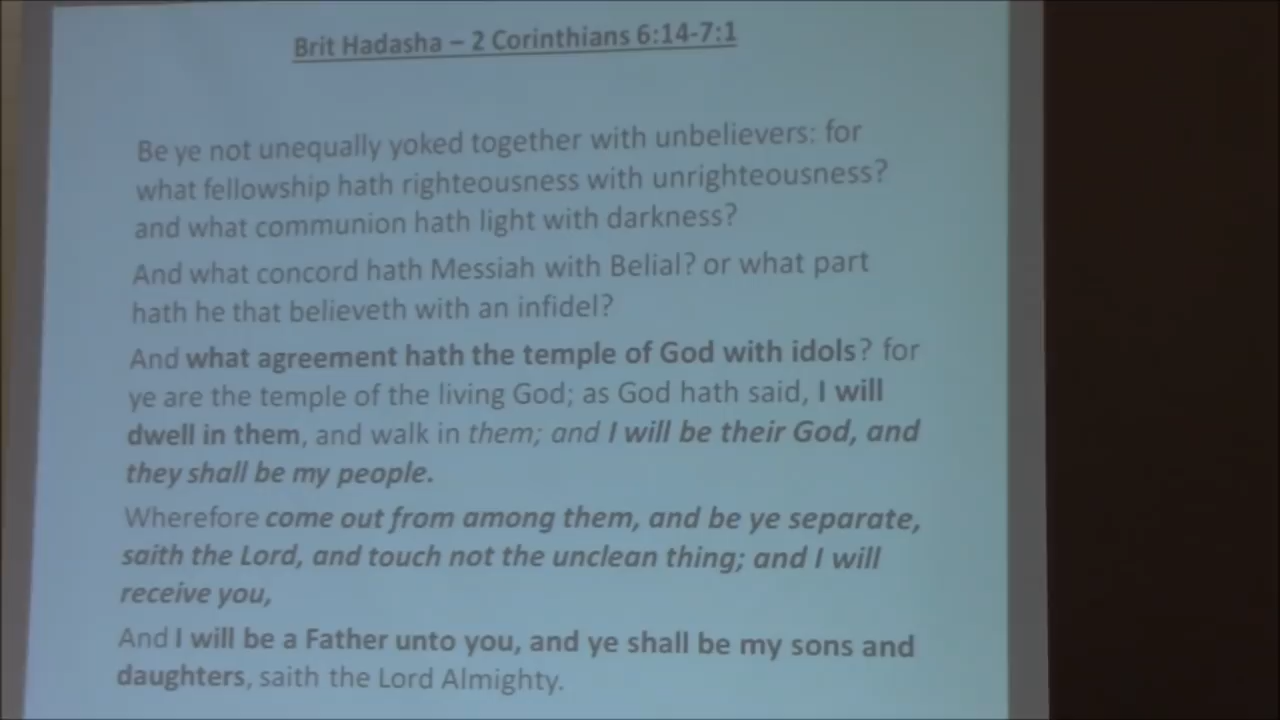 Brit Hadasha – 2 Corinthians 6:14-7:1
Be ye not unequally yoked together with unbelievers: for
what fellowship hath righteousness with unrighteousness?
and what communion hath light with darkness?
And what concord hath Messiah with Belial? or what part
hath he that believeth with an infidel?
And what agreement hath the temple of God with idols? for
ye are the temple of the living God; as God hath said, I will
dwell in them, and walk in them; and I will be their God, and
they shall be my people.
Wherefore come out from among them, and be ye separate,
saith the Lord, and touch not the unclean thing; and I will
receive you,
And I will be a Father unto you, and ye shall be my sons and
daughters, saith the Lord Almighty.